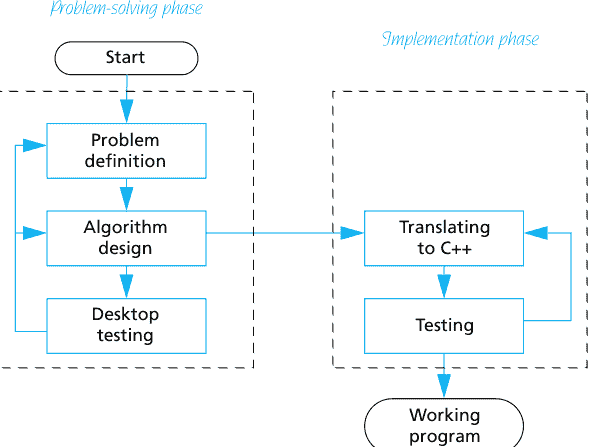 Problem-solving phase
Implementation phase
Start
Problem
definition
Algorithm
design
Translating
to C++
Desktop
testing
Testing
Working
program